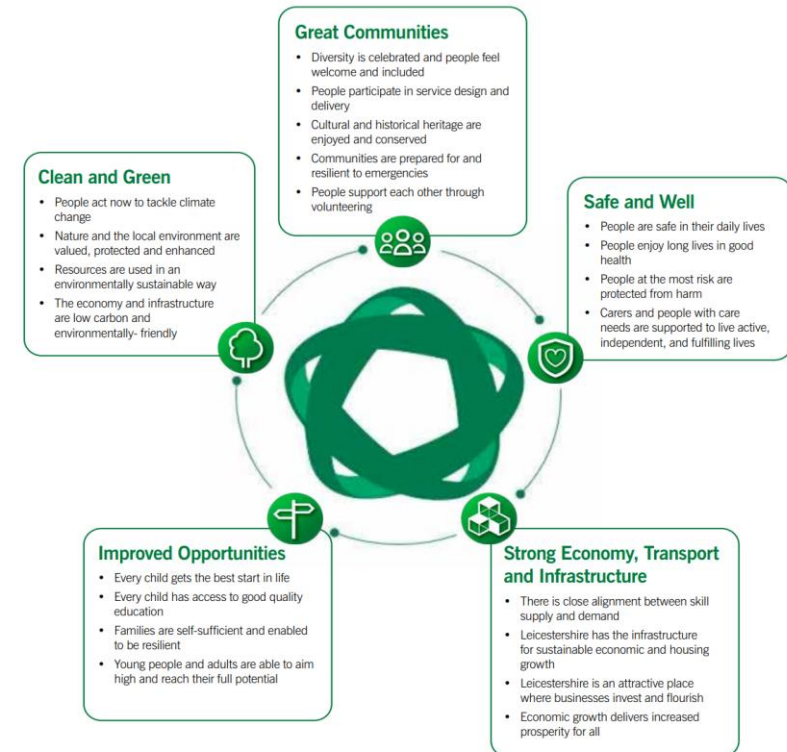 Great Communities
• Diversity is celebrated and people feel
welcome and included
• People participate in service design and
delivery
• Cultural and historical heritage are
enjoyed and conserved
• Communities are prepared for and
resilient to emergencies
• People support each other through
volunteering
Clean and Green
• People act now to tackle climate
change
• Nature and the local environment are
valued, protected and enhanced
• Resources are used in an
environmentally sustainable way
• The economy and infrastructure
are low carbon and
environmentally- friendly
Safe and Well
• People are safe in their daily lives
• People enjoy long lives in good
health
• People at the most risk are
protected from harm
• Carers and people with care
needs are supported to live active,
independent, and fulfilling lives
Improved Opportunities
• Every child gets the best start in life
• Every child has access to good quality
education
• Families are self-sufficient and enabled
to be resilient
• Young people and adults are able to aim
high and reach their full potential
Strong Economy, Transport
and Infrastructure
• There is close alignment between skill
supply and demand
• Leicestershire has the infrastructure
for sustainable economic and housing
growth
• Leicestershire is an attractive place
where businesses invest and flourish
• Economic growth delivers increased
prosperity for all